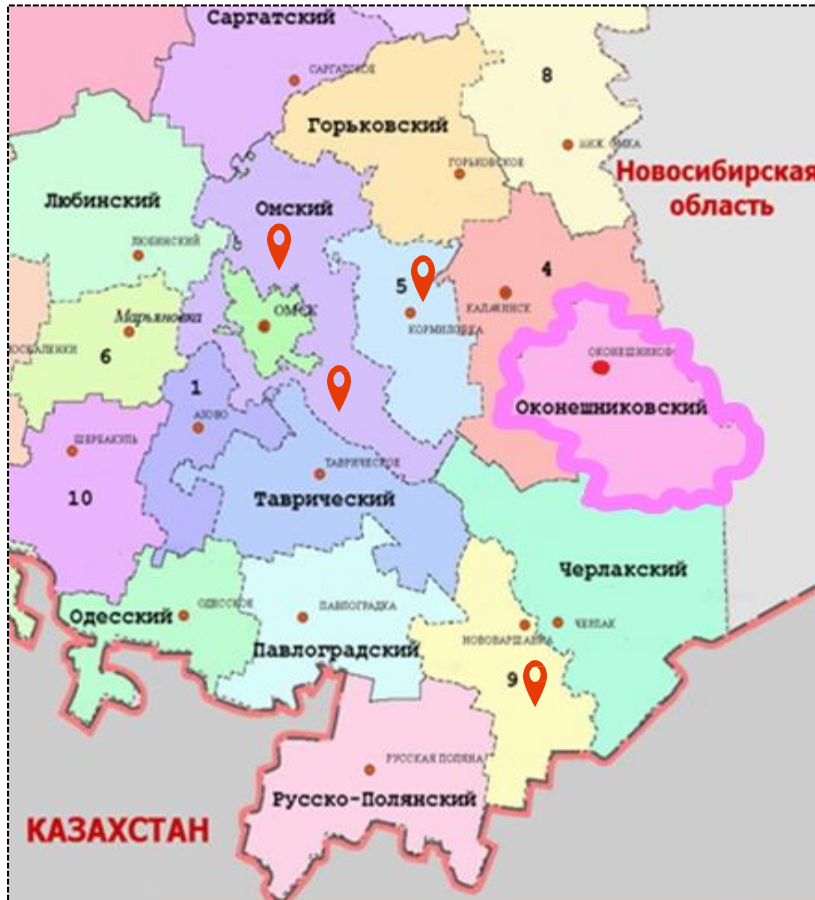 Саргатский
САРГАТСКОЕ
8
Горьковский
НИЖ. ОМКА
ГОРЬКОВСКОЕ
Новосибирская
область
Любинский
Омский
ЛЮБИНСКИЙ
5
4
КАЛАЧИНСК
Марьяновка
ОМСК
КОРМИЛОВКА
6
ОКОНЕШНИКОВО
1
Оконешниковский
АЗОВО
ШЕРБАКУЛЬ
ТАВРИЧЕСКОЕ
10
Таврический
Черлакский
Одесский
ОДЕССКОЕ
ПАВЛОГРАДКА
НОВОВАРШАВКА
ЧЕРЛАК
Павлоградский
9
РУССКАЯ ПОЛЯНА
Русско-Полянский
КАЗАХСТАН